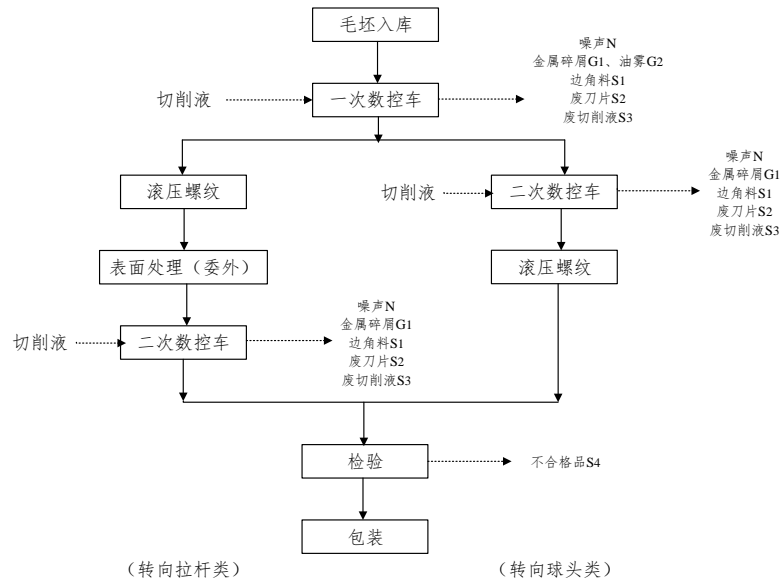 毛坯入库
噪声N
金属碎屑G1、油雾G2
边角料S1
废刀片S2
废切削液S3
切削液
一次数控车
滚压螺纹
切削液
二次数控车
噪声N
金属碎屑G1
边角料S1
废刀片S2
废切削液S3
表面处理（委外）
滚压螺纹
切削液
二次数控车
噪声N
金属碎屑G1
边角料S1
废刀片S2
废切削液S3
检验
不合格品S4
包装
（转向拉杆类）
（转向球头类）